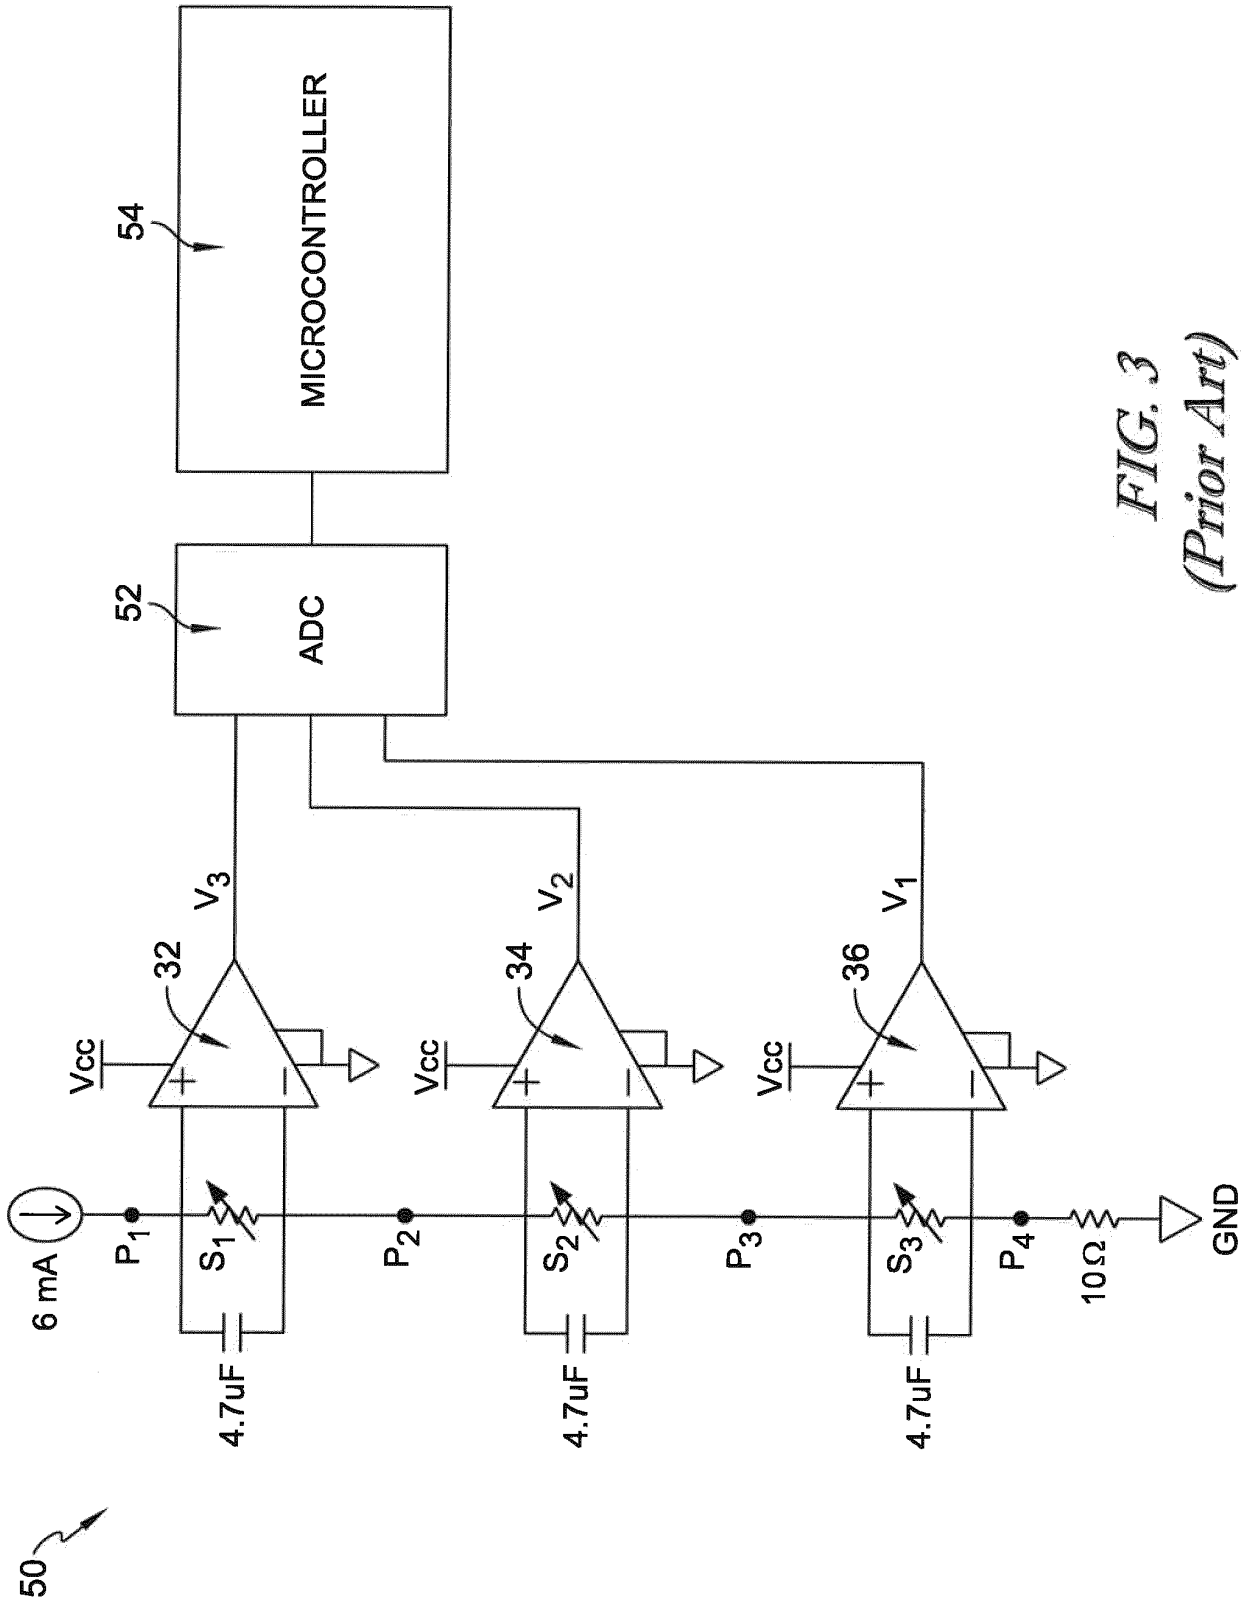 50
6 mA
P1
S1
4.7uF
Vcc
+
−
32
V3
P2
S2
4.7uF
Vcc
+
−
34
V2
P3
S3
4.7uF
Vcc
+
−
36
V1
P4
10Ω
GND
52
ADC
54
MICROCONTROLLER
FIG. 3
(Prior Art)